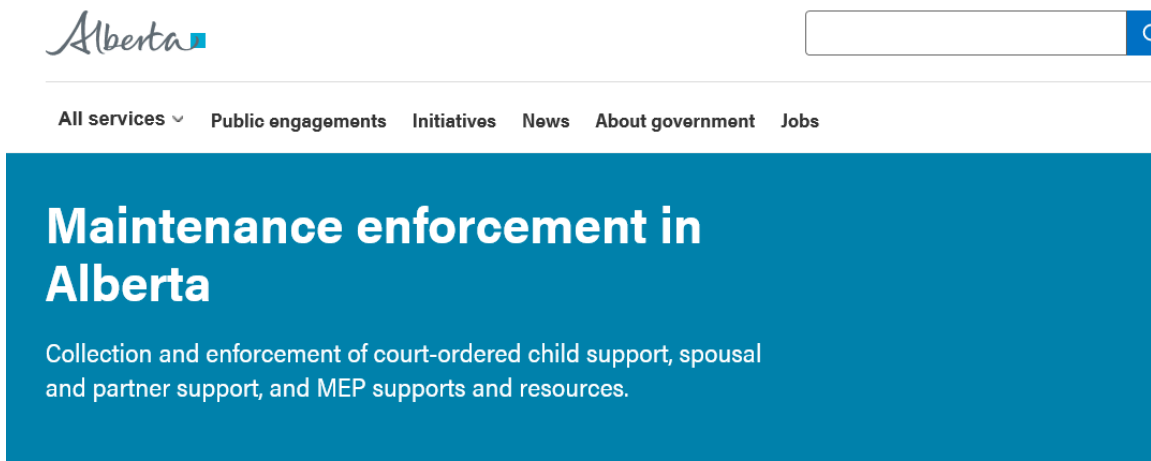 Alberta
All services
Public engagements
Initiatives
News
About government
Jobs
Maintenance enforcement in
Alberta
Collection and enforcement of court-ordered child support, spousal
and partner support, and MEP supports and resources.